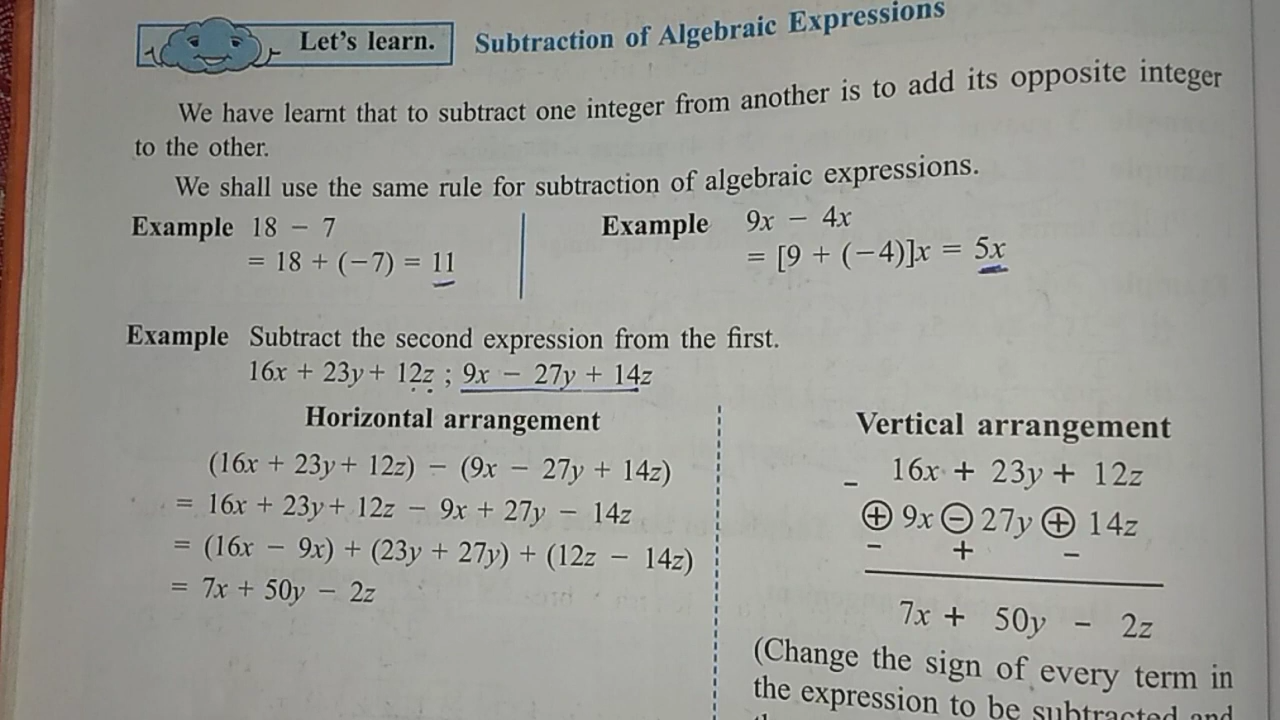 Let's learn. Subtraction of Algebraic Expressions
We have learnt that to subtract one integer from another is to add its opposite integer
to the other.
We shall use the same rule for subtraction of algebraic expressions.
Example 18 − 7
= 18 + (−7) = 11
Example 9x − 4x
= [9 + (−4)]x = 5x
Example Subtract the second expression from the first.
16x + 23y + 12z ; 9x − 27y + 14z
Horizontal arrangement
(16x + 23y + 12z) − (9x − 27y + 14z)
= 16x + 23y + 12z − 9x + 27y − 14z
= (16x − 9x) + (23y + 27y) + (12z − 14z)
= 7x + 50y − 2z
Vertical arrangement
− 16x + 23y + 12z
⊕ 9x ⊖ 27y ⊕ 14z
− + −
7x + 50y − 2z
(Change the sign of every term in
the expression to be subtracted and